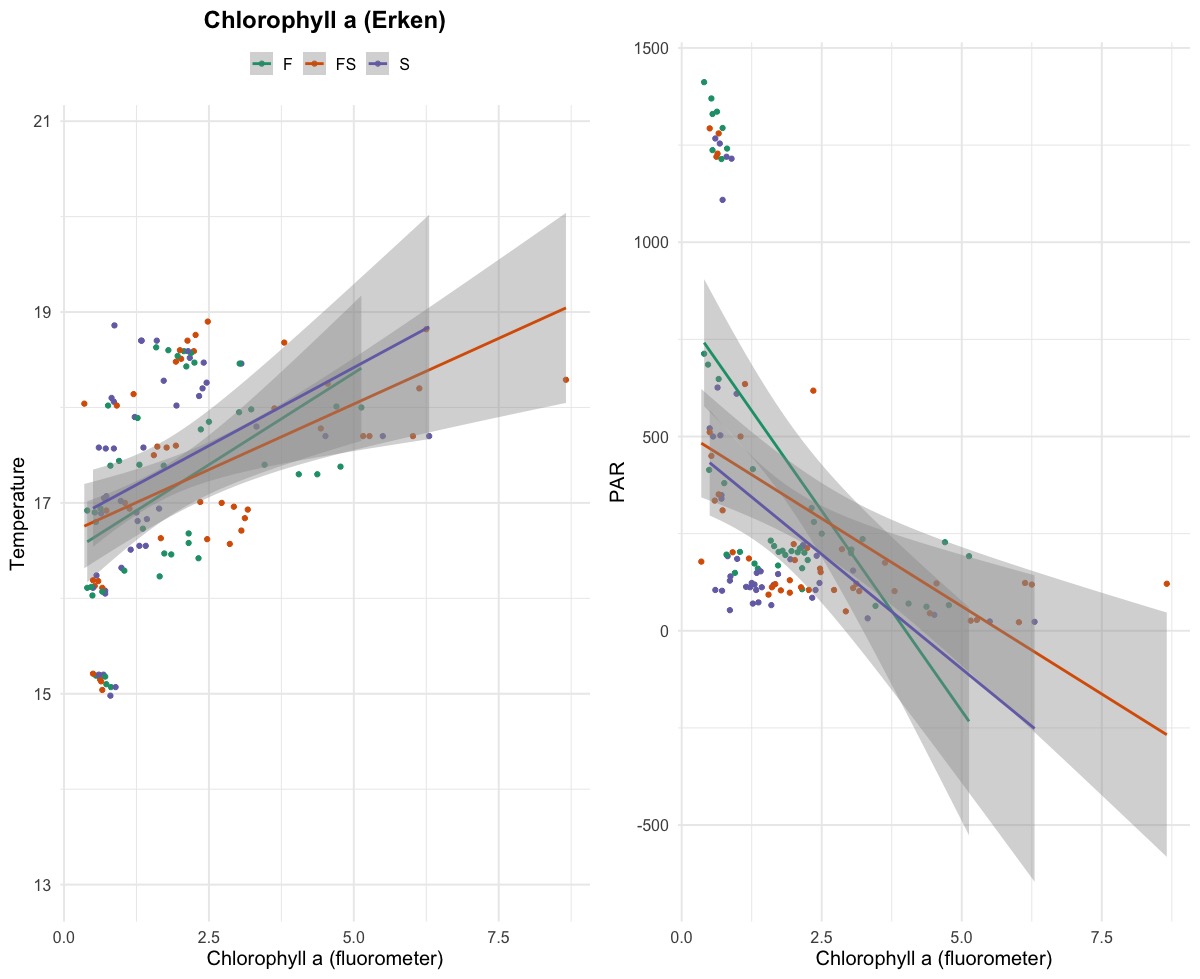 Chlorophyll a (Erken)
F FS S
21
19
17
15
13
Temperature
0.0 2.5 5.0 7.5
Chlorophyll a (fluorometer)
1500
1000
500
0
-500
PAR
0.0 2.5 5.0 7.5
Chlorophyll a (fluorometer)